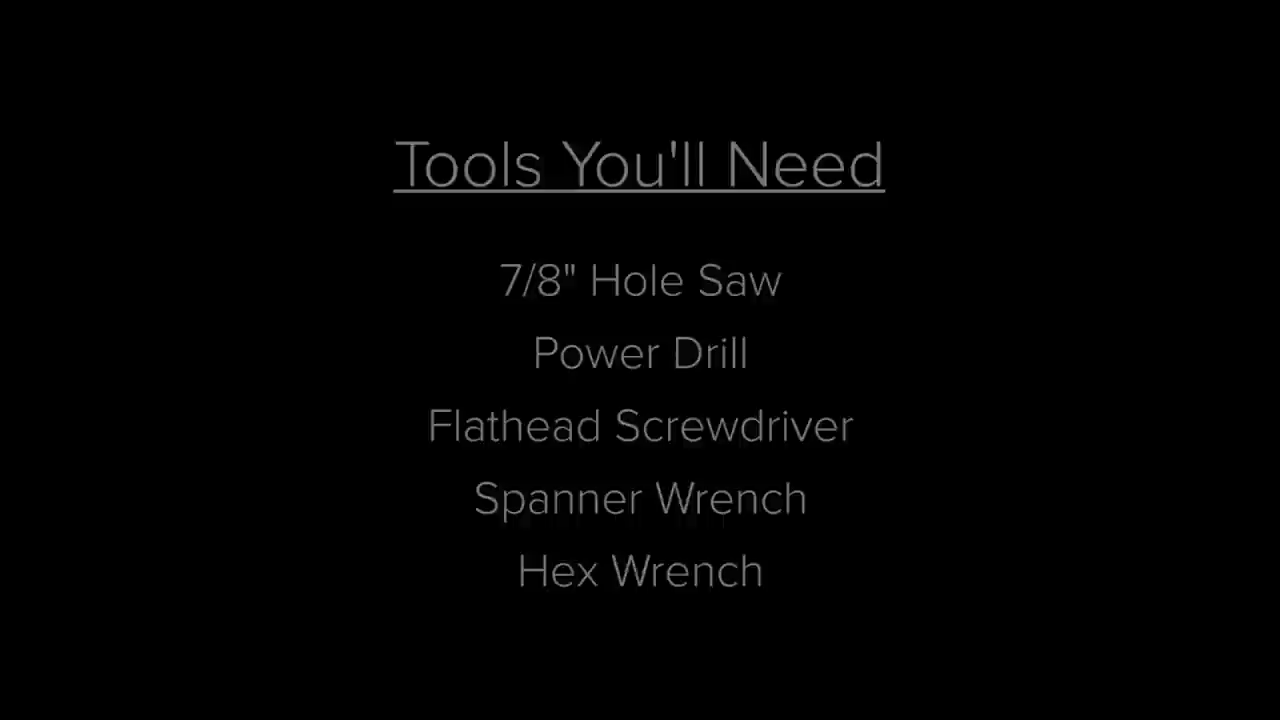 Tools You'll Need
7/8" Hole Saw
Power Drill
Flathead Screwdriver
Spanner Wrench
Hex Wrench